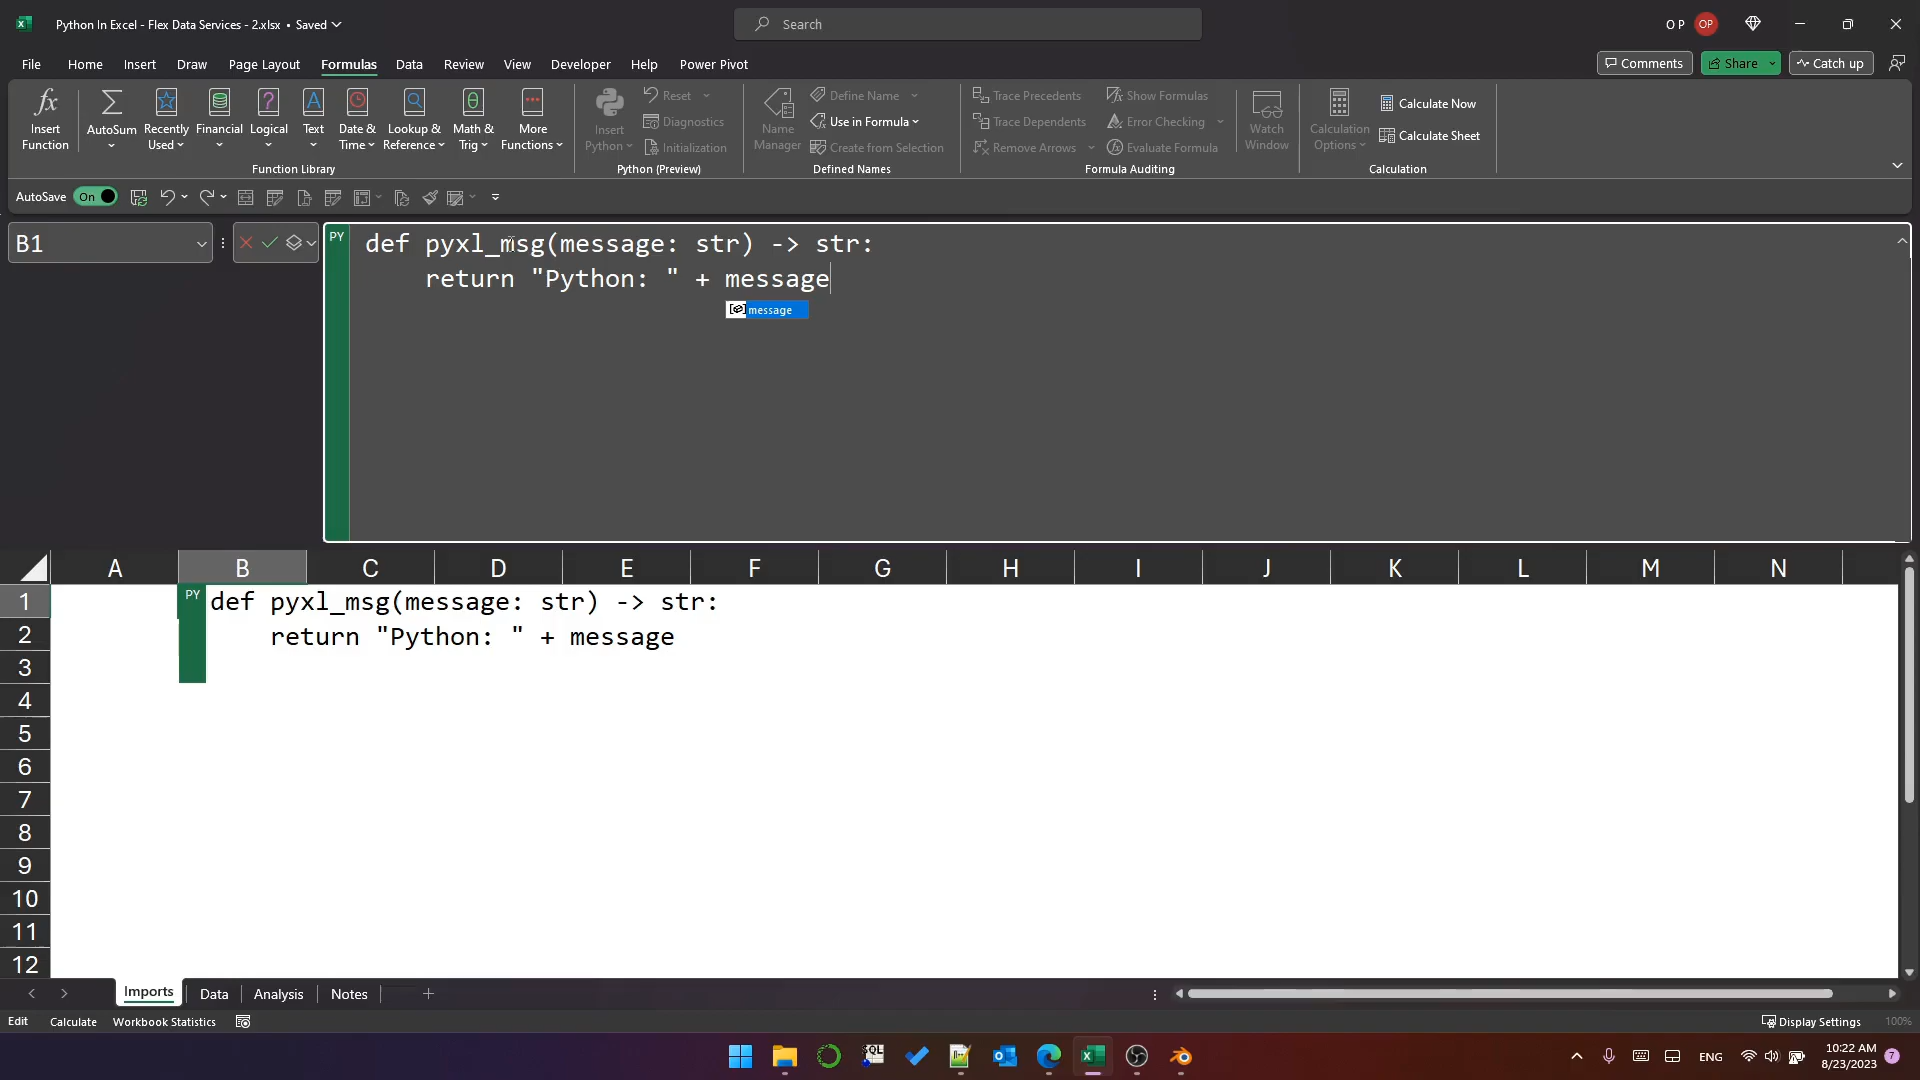 Python In Excel - Flex Data Services - 2.xlsx • Saved
Search
O P
OP
File Home Insert Draw Page Layout Formulas Data Review View Developer Help Power Pivot
Comments Share Catch up
Insert Function
AutoSum
Recently Used
Financial
Logical
Text
Date & Time
Lookup & Reference
Math & Trig
More Functions
Function Library
Insert Python
Reset
Diagnostics
Initialization
Python (Preview)
Name Manager
Define Name
Use in Formula
Create from Selection
Defined Names
Trace Precedents
Trace Dependents
Remove Arrows
Show Formulas
Error Checking
Evaluate Formula
Formula Auditing
Watch Window
Calculation Options
Calculate Now
Calculate Sheet
Calculation
AutoSave On
B1
PY
def pyxl_msg(message: str) -> str:
return "Python: " + message
message
A B C D E F G H I J K L M N
1
PY
def pyxl_msg(message: str) -> str:
2
return "Python: " + message
3
4
5
6
7
8
9
10
11
12
Imports Data Analysis Notes
Edit Calculate Workbook Statistics
Display Settings 100%
SQL
ENG
10:22 AM
8/23/2023
7